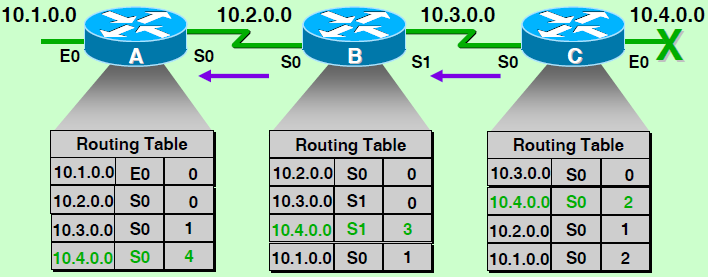 10.1.0.0 10.2.0.0 10.3.0.0 10.4.0.0
A B C
E0 S0 S0 S1 S0 E0
X
Routing Table
10.1.0.0 E0 0
10.2.0.0 S0 0
10.3.0.0 S0 1
10.4.0.0 S0 4
Routing Table
10.2.0.0 S0 0
10.3.0.0 S1 0
10.4.0.0 S1 3
10.1.0.0 S0 1
Routing Table
10.3.0.0 S0 0
10.4.0.0 S0 2
10.2.0.0 S0 1
10.1.0.0 S0 2